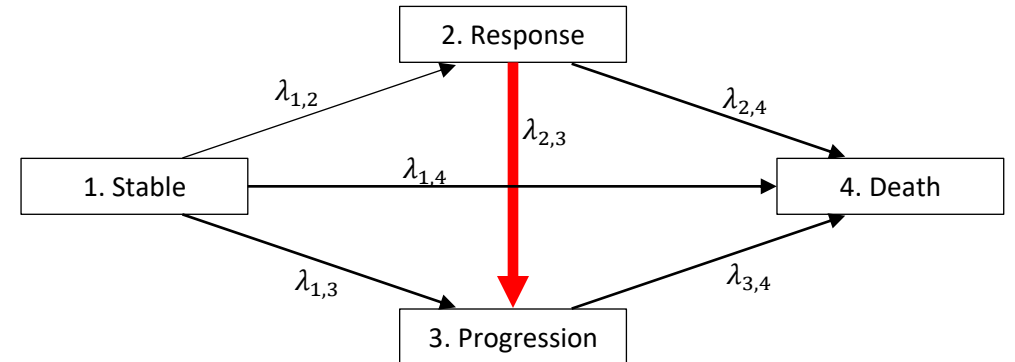 2. Response
λ1,2
λ2,4
λ2,3
1. Stable
λ1,4
4. Death
λ1,3
λ3,4
3. Progression